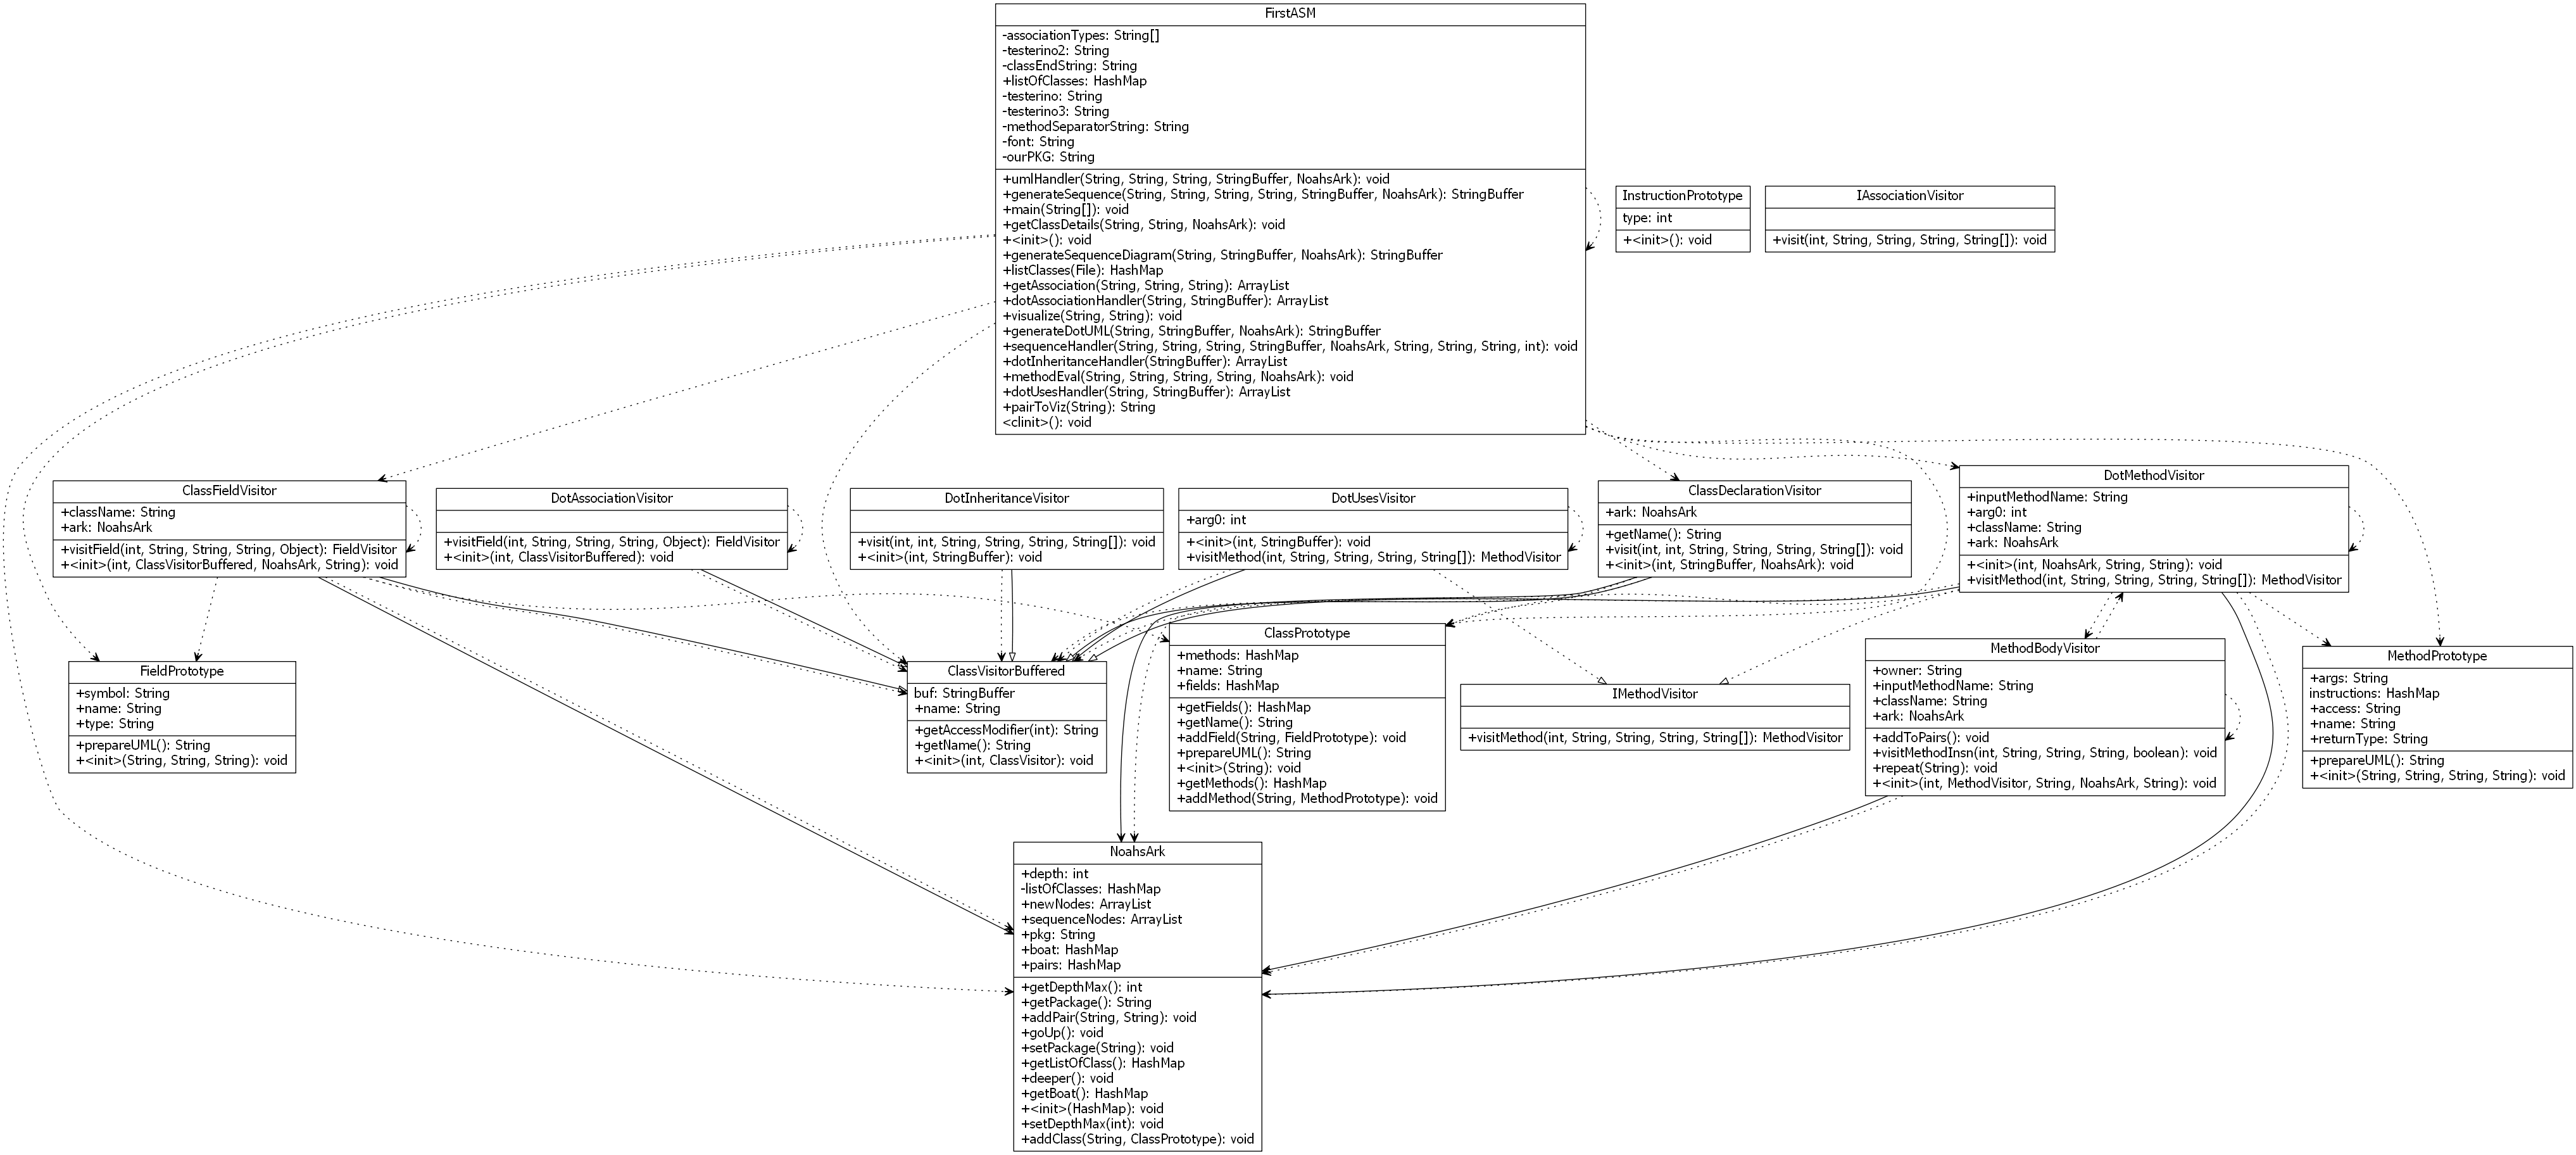 FirstASM
-associationTypes: String[]
-testerino2: String
-classEndString: String
+listOfClasses: HashMap
-testerino: String
-testerino3: String
-methodSeparatorString: String
-font: String
-ourPKG: String
+umlHandler(String, String, String, StringBuffer, NoahsArk): void
+generateSequence(String, String, String, String, StringBuffer, NoahsArk): StringBuffer
+main(String[]): void
+getClassDetails(String, String, NoahsArk): void
+<init>(): void
+generateSequenceDiagram(String, StringBuffer, NoahsArk): StringBuffer
+listClasses(File): HashMap
+getAssociation(String, String, String): ArrayList
+dotAssociationHandler(String, StringBuffer): ArrayList
+visualize(String, String): void
+generateDotUML(String, StringBuffer, NoahsArk): StringBuffer
+sequenceHandler(String, String, String, StringBuffer, NoahsArk, String, String, String, int): void
+dotInheritanceHandler(StringBuffer): ArrayList
+methodEval(String, String, String, String, NoahsArk): void
+dotUsesHandler(String, StringBuffer): ArrayList
+pairToViz(String): String
<clinit>(): void
InstructionPrototype
type: int
+<init>(): void
IAssociationVisitor
+visit(int, String, String, String, String[]): void
ClassFieldVisitor
+className: String
+ark: NoahsArk
+visitField(int, String, String, String, Object): FieldVisitor
+<init>(int, ClassVisitorBuffered, NoahsArk, String): void
DotAssociationVisitor
+visitField(int, String, String, String, Object): FieldVisitor
+<init>(int, ClassVisitorBuffered): void
DotInheritanceVisitor
+visit(int, int, String, String, String, String[]): void
+<init>(int, StringBuffer): void
DotUsesVisitor
+arg0: int
+<init>(int, StringBuffer): void
+visitMethod(int, String, String, String, String[]): MethodVisitor
ClassDeclarationVisitor
+ark: NoahsArk
+getName(): String
+visit(int, int, String, String, String, String[]): void
+<init>(int, StringBuffer, NoahsArk): void
DotMethodVisitor
+inputMethodName: String
+arg0: int
+className: String
+ark: NoahsArk
+<init>(int, NoahsArk, String, String): void
+visitMethod(int, String, String, String, String[]): MethodVisitor
FieldPrototype
+symbol: String
+name: String
+type: String
+prepareUML(): String
+<init>(String, String, String): void
ClassVisitorBuffered
buf: StringBuffer
+name: String
+getAccessModifier(int): String
+getName(): String
+<init>(int, ClassVisitor): void
ClassPrototype
+methods: HashMap
+name: String
+fields: HashMap
+getFields(): HashMap
+getName(): String
+addField(String, FieldPrototype): void
+prepareUML(): String
+<init>(String): void
+getMethods(): HashMap
+addMethod(String, MethodPrototype): void
IMethodVisitor
+visitMethod(int, String, String, String, String[]): MethodVisitor
MethodBodyVisitor
+owner: String
+inputMethodName: String
+className: String
+ark: NoahsArk
+addToPairs(): void
+visitMethodInsn(int, String, String, String, boolean): void
+repeat(String): void
+<init>(int, MethodVisitor, String, NoahsArk, String): void
MethodPrototype
+args: String
instructions: HashMap
+access: String
+name: String
+returnType: String
+prepareUML(): String
+<init>(String, String, String, String): void
NoahsArk
+depth: int
-listOfClasses: HashMap
+newNodes: ArrayList
+sequenceNodes: ArrayList
+pkg: String
+boat: HashMap
+pairs: HashMap
+getDepthMax(): int
+getPackage(): String
+addPair(String, String): void
+goUp(): void
+setPackage(String): void
+getListOfClass(): HashMap
+deeper(): void
+getBoat(): HashMap
+<init>(HashMap): void
+setDepthMax(int): void
+addClass(String, ClassPrototype): void